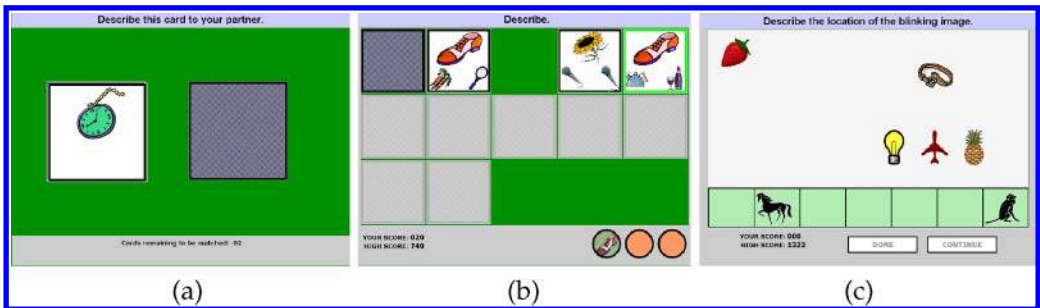 Describe this card to your partner.
Cards remaining to be matched: 02
(a)
Describe.
YOUR SCORE: 020
HIGH SCORE: 740
(b)
Describe the location of the blinking image.
YOUR SCORE: 008
HIGH SCORE: 1322
DONE
CONTINUE
(c)